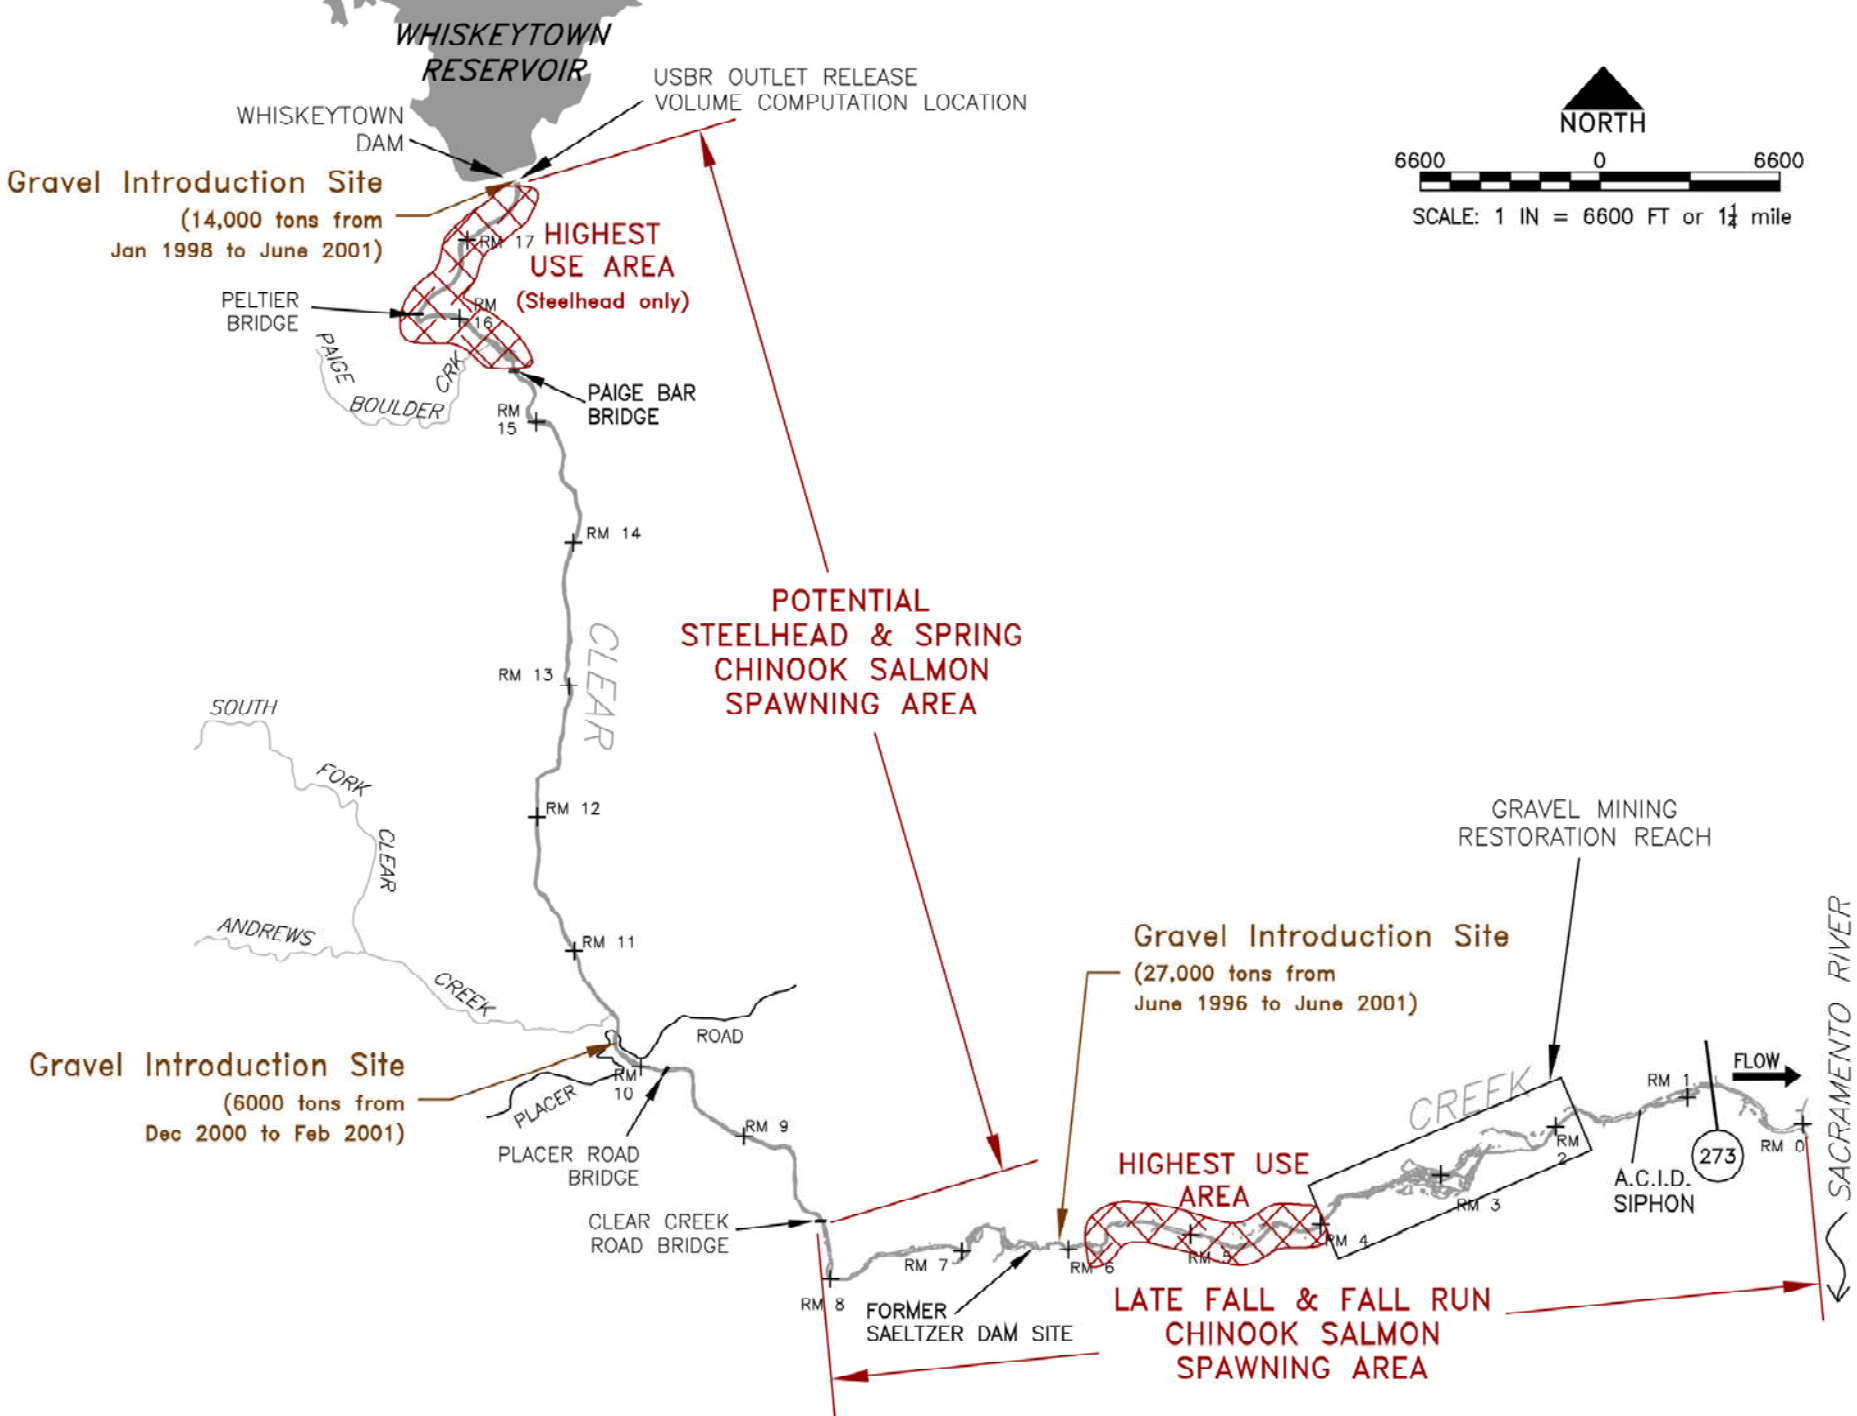 WHISKEYTOWN
RESERVOIR
USBR OUTLET RELEASE
VOLUME COMPUTATION LOCATION
WHISKEYTOWN
DAM
NORTH
6600 0 6600
SCALE: 1 IN = 6600 FT or 1¼ mile
Gravel Introduction Site
(14,000 tons from
Jan 1998 to June 2001)
RM 17
HIGHEST
USE AREA
(Steelhead only)
PELTIER
BRIDGE
RM
16
PAIGE
BOULDER
CRK
PAIGE BAR
BRIDGE
RM
15
RM 14
POTENTIAL
STEELHEAD & SPRING
CHINOOK SALMON
SPAWNING AREA
CLEAR
RM 13
SOUTH
FORK
CLEAR
RM 12
GRAVEL MINING
RESTORATION REACH
ANDREWS
CREEK
RM 11
Gravel Introduction Site
(27,000 tons from
June 1996 to June 2001)
SACRAMENTO RIVER
ROAD
Gravel Introduction Site
(6000 tons from
Dec 2000 to Feb 2001)
RM
10
PLACER
PLACER ROAD
BRIDGE
RM 9
CREEK
RM 1
FLOW
273
RM 0
RM
2
A.C.I.D.
SIPHON
HIGHEST USE
AREA
RM 3
CLEAR CREEK
ROAD BRIDGE
RM 4
RM 5
RM 6
RM 7
RM 8
FORMER
SAELTZER DAM SITE
LATE FALL & FALL RUN
CHINOOK SALMON
SPAWNING AREA